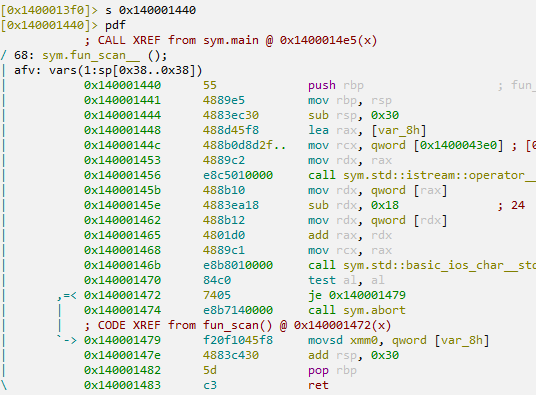 [0x1400013f0]> s 0x140001440
[0x140001440]> pdf
; CALL XREF from sym.main @ 0x1400014e5(x)
/ 68: sym.fun_scan__ ();
| afv: vars(1:sp[0x38..0x38])
| 0x140001440 55 push rbp ; fun_
| 0x140001441 4889e5 mov rbp, rsp
| 0x140001444 4883ec30 sub rsp, 0x30
| 0x140001448 488d45f8 lea rax, [var_8h]
| 0x14000144c 488b0d8d2f.. mov rcx, qword [0x1400043e0] ; [0
| 0x140001453 4889c2 mov rdx, rax
| 0x140001456 e8c5010000 call sym.std::istream::operator__
| 0x14000145b 488b10 mov rdx, qword [rax]
| 0x14000145e 4883ea18 sub rdx, 0x18 ; 24
| 0x140001462 488b12 mov rdx, qword [rdx]
| 0x140001465 4801d0 add rax, rdx
| 0x140001468 4889c1 mov rcx, rax
| 0x14000146b e8b8010000 call sym.std::basic_ios_char__std
| 0x140001470 84c0 test al, al
| ,=< 0x140001472 7405 je 0x140001479
| | 0x140001474 e8b7140000 call sym.abort
| | ; CODE XREF from fun_scan() @ 0x140001472(x)
| `-> 0x140001479 f20f1045f8 movsd xmm0, qword [var_8h]
| 0x14000147e 4883c430 add rsp, 0x30
| 0x140001482 5d pop rbp
\ 0x140001483 c3 ret